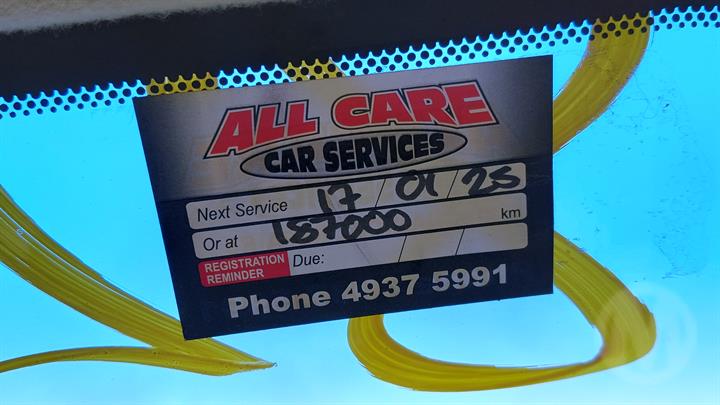 ALL CARE
CAR SERVICES
Next Service 17/01/25
Or at 187000 km
REGISTRATION REMINDER Due: / /
Phone 4937 5991